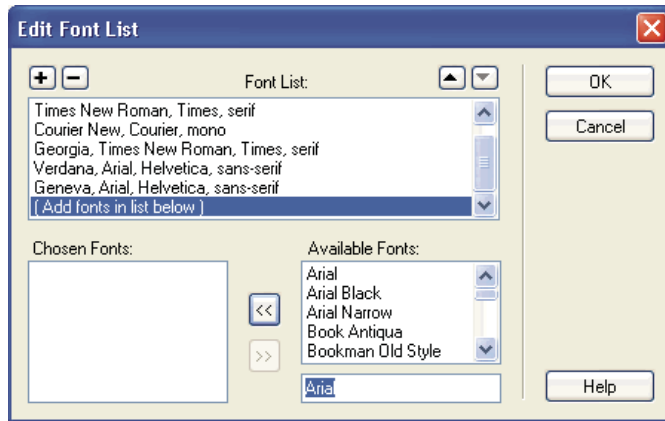 Edit Font List
Font List:
OK
Times New Roman, Times, serif
Courier New, Courier, mono
Cancel
Georgia, Times New Roman, Times, serif
Verdana, Arial, Helvetica, sans-serif
Geneva, Arial, Helvetica, sans-serif
( Add fonts in list below )
Chosen Fonts:
Available Fonts:
Arial
Arial Black
<<
Arial Narrow
Book Antiqua
>>
Bookman Old Style
Arial
Help